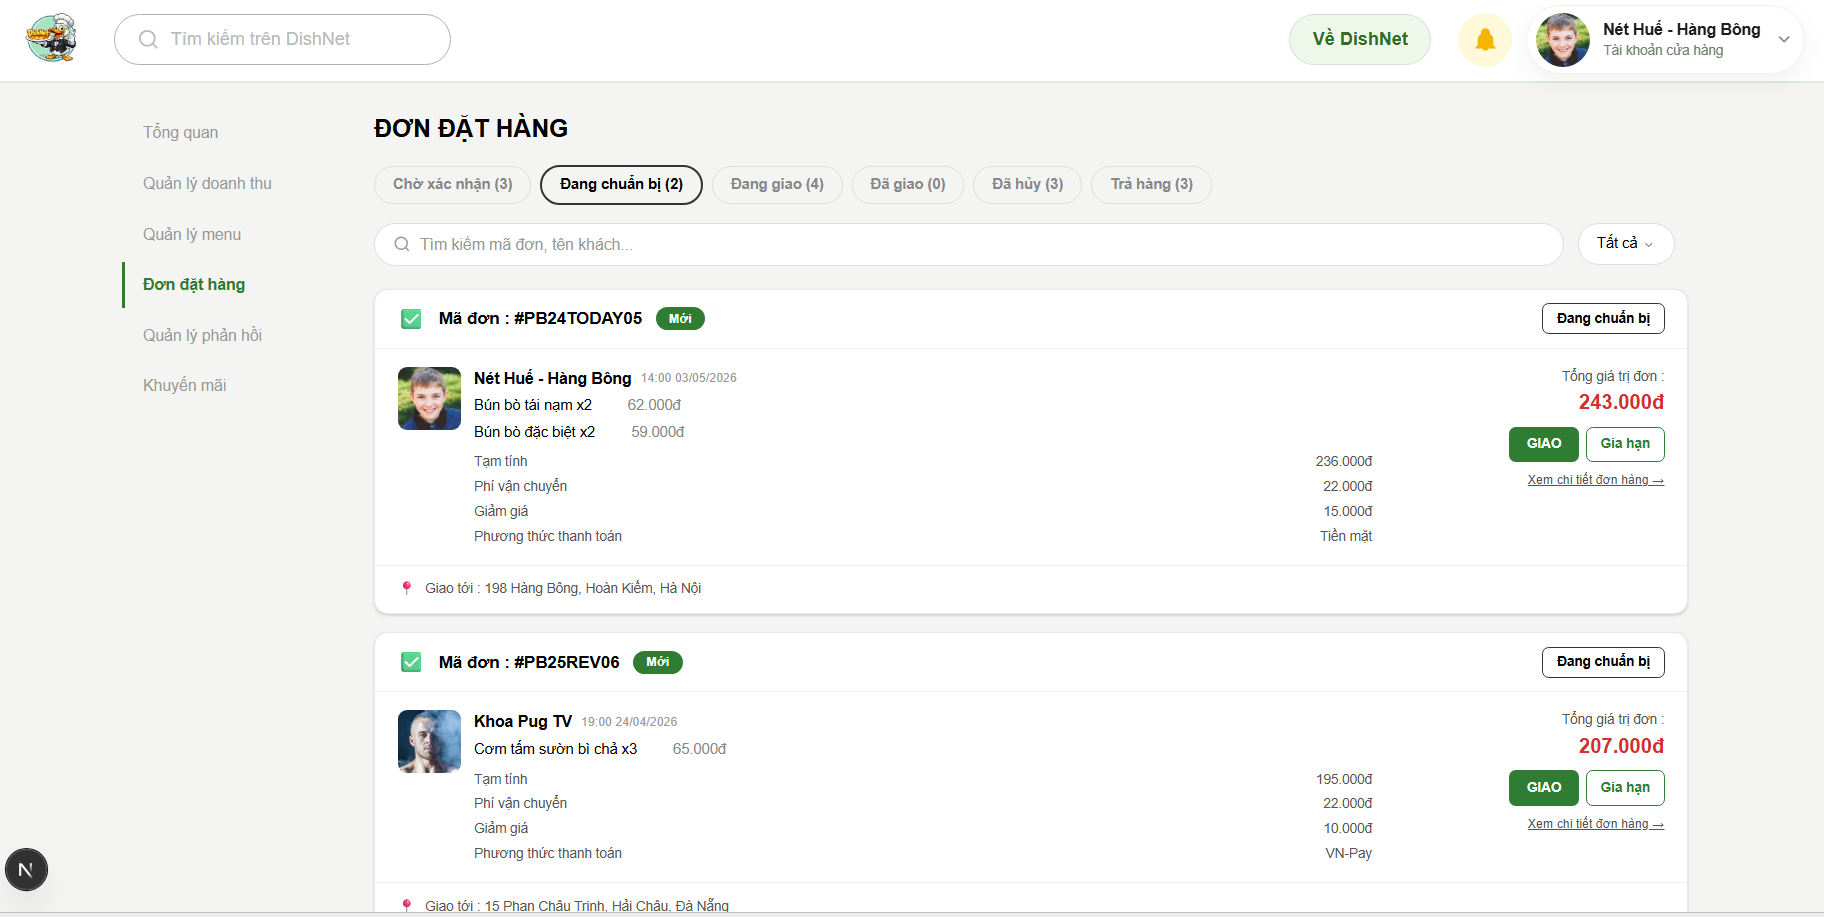 DishNet
Tìm kiếm trên DishNet
Về DishNet
Nét Huế - Hàng Bông
Tài khoản cửa hàng
Tổng quan
Quản lý doanh thu
Quản lý menu
Đơn đặt hàng
Quản lý phản hồi
Khuyến mãi
ĐƠN ĐẶT HÀNG
Chờ xác nhận (3) Đang chuẩn bị (2) Đang giao (4) Đã giao (0) Đã hủy (3) Trả hàng (3)
Tìm kiếm mã đơn, tên khách...
Tất cả
Mã đơn : #PB24TODAY05 Mới Đang chuẩn bị
Nét Huế - Hàng Bông 14:00 03/05/2026
Bún bò tái nạm x2 62.000đ
Bún bò đặc biệt x2 59.000đ
Tạm tính 236.000đ
Phí vận chuyển 22.000đ
Giảm giá 15.000đ
Phương thức thanh toán Tiền mặt
Tổng giá trị đơn :
243.000đ
GIAO Gia hạn
Xem chi tiết đơn hàng →
Giao tới : 198 Hàng Bông, Hoàn Kiếm, Hà Nội
Mã đơn : #PB25REV06 Mới Đang chuẩn bị
Khoa Pug TV 19:00 24/04/2026
Cơm tấm sườn bì chả x3 65.000đ
Tạm tính 195.000đ
Phí vận chuyển 22.000đ
Giảm giá 10.000đ
Phương thức thanh toán VN-Pay
Tổng giá trị đơn :
207.000đ
GIAO Gia hạn
Xem chi tiết đơn hàng →
Giao tới : 15 Phan Châu Trinh, Hải Châu, Đà Nẵng
N